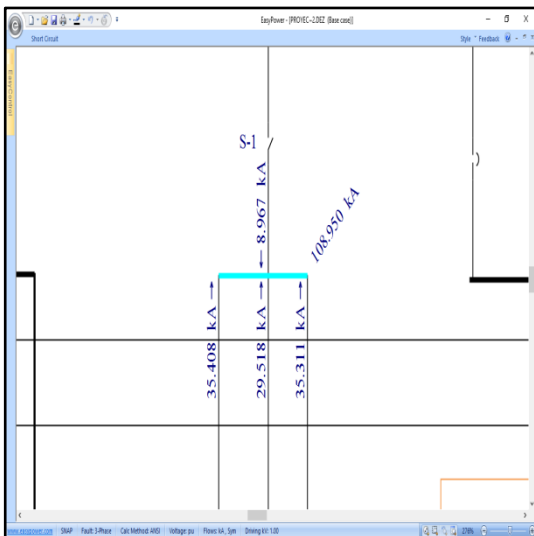 EasyPower - [PROYEC~2.DEZ (Base case)]
Short Circuit
Style
Feedback
EasyControl
S-1
8.967 kA
108.950 kA
35.408 kA
29.518 kA
35.311 kA
www.easypower.com SNAP Fault: 3-Phase Calc Method: ANSI Voltage: pu Flows: kA, Sym Driving kV: 1.00